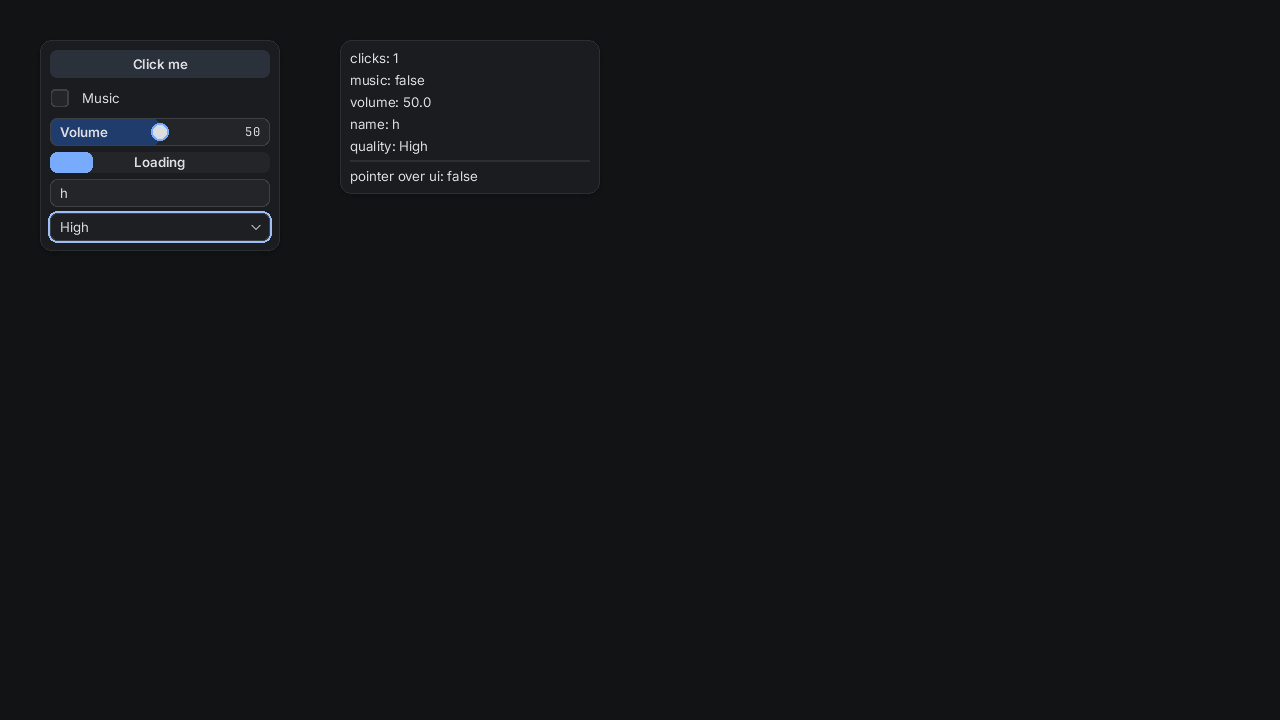 Click me
Music
Volume 50
Loading
h
High
clicks: 1
music: false
volume: 50.0
name: h
quality: High
pointer over ui: false